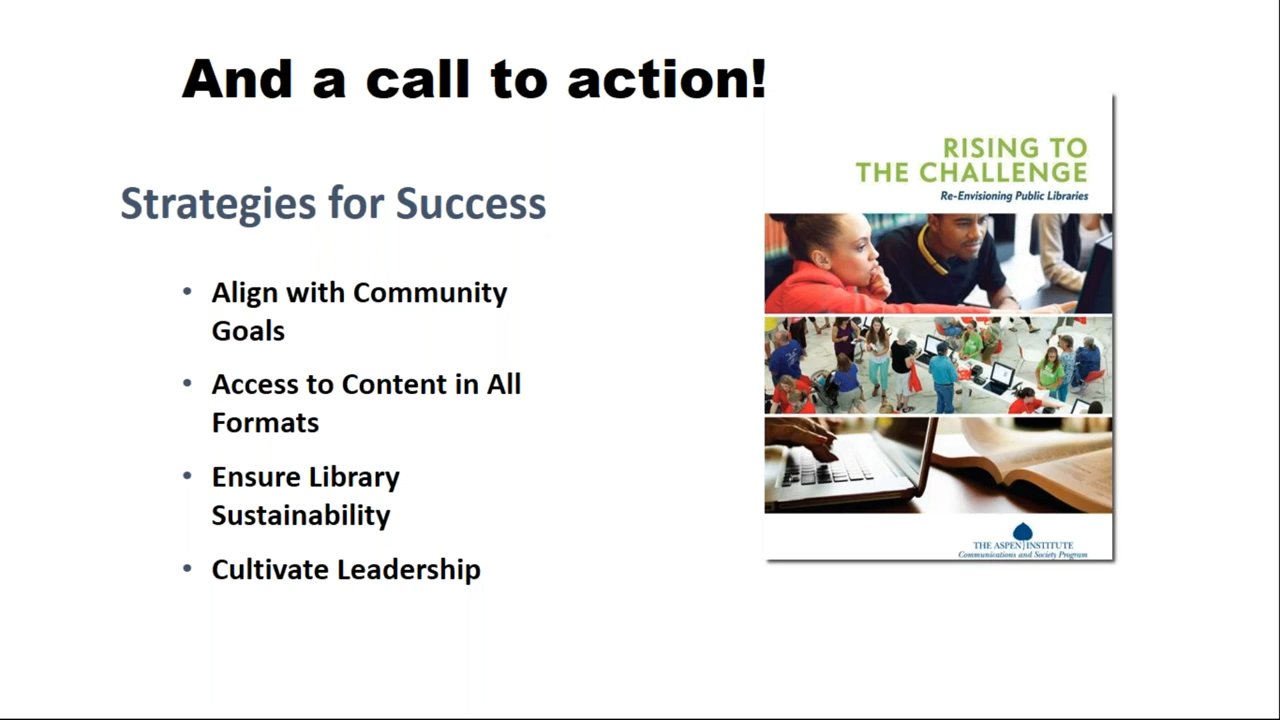 And a call to action!
Strategies for Success
• Align with Community
Goals
• Access to Content in All
Formats
• Ensure Library
Sustainability
• Cultivate Leadership
RISING TO
THE CHALLENGE
Re-Envisioning Public Libraries
THE ASPEN INSTITUTE
Communications and Society Program